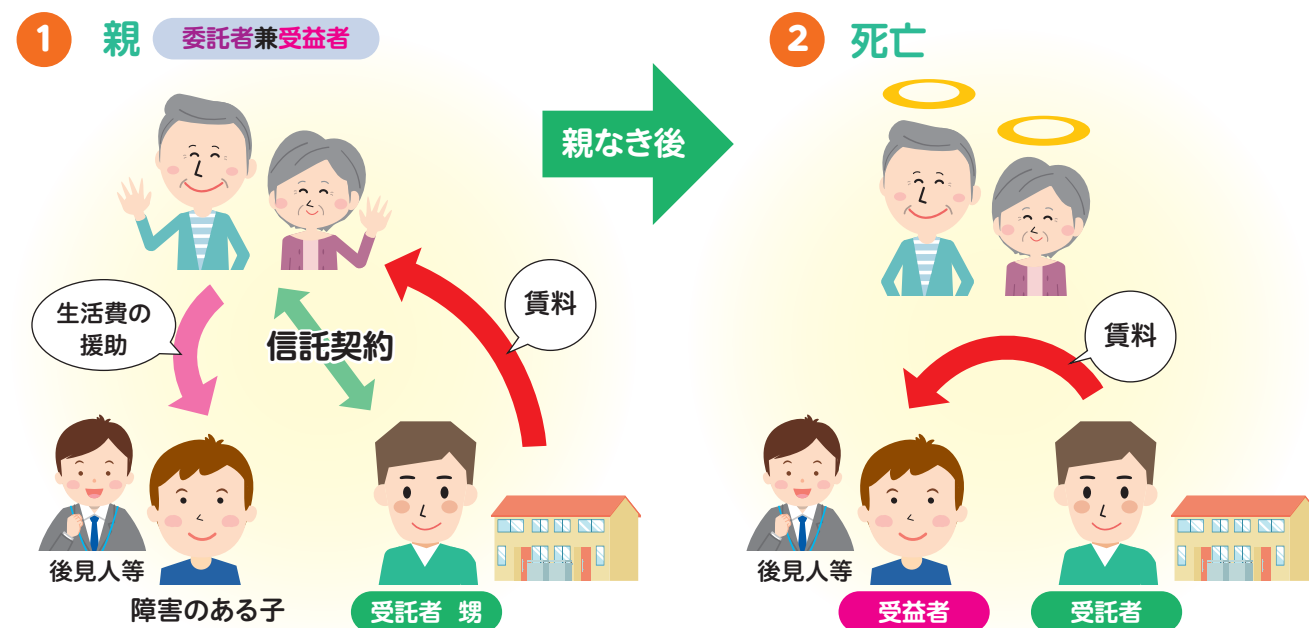 1 親 委託者兼受益者
生活費の
援助
信託契約
賃料
後見人等
障害のある子
受託者 甥
親なき後
2 死亡
賃料
後見人等
受益者
受託者